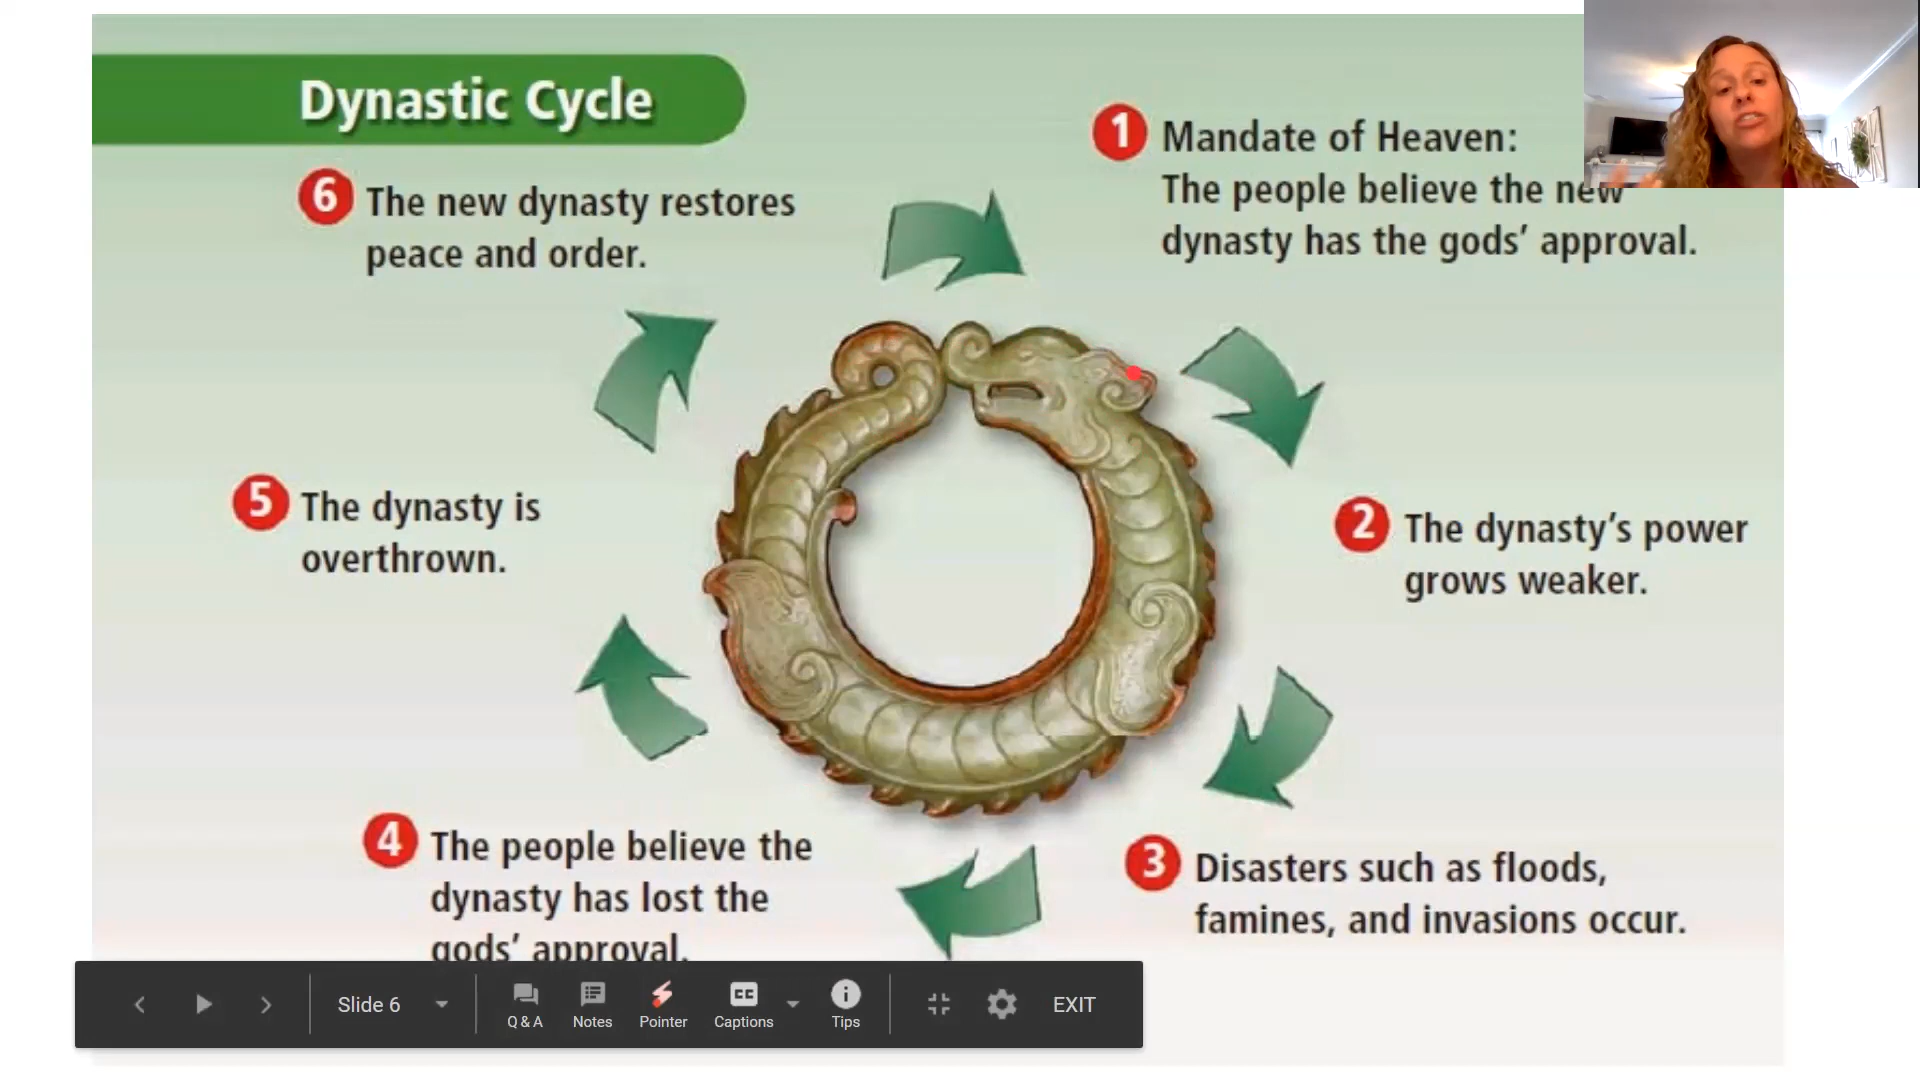 Dynastic Cycle
1 Mandate of Heaven:
The people believe the new
dynasty has the gods' approval.
2 The dynasty's power
grows weaker.
3 Disasters such as floods,
famines, and invasions occur.
4 The people believe the
dynasty has lost the
gods' approval.
5 The dynasty is
overthrown.
6 The new dynasty restores
peace and order.
Slide 6
Q & A
Notes
Pointer
CC
Captions
Tips
EXIT